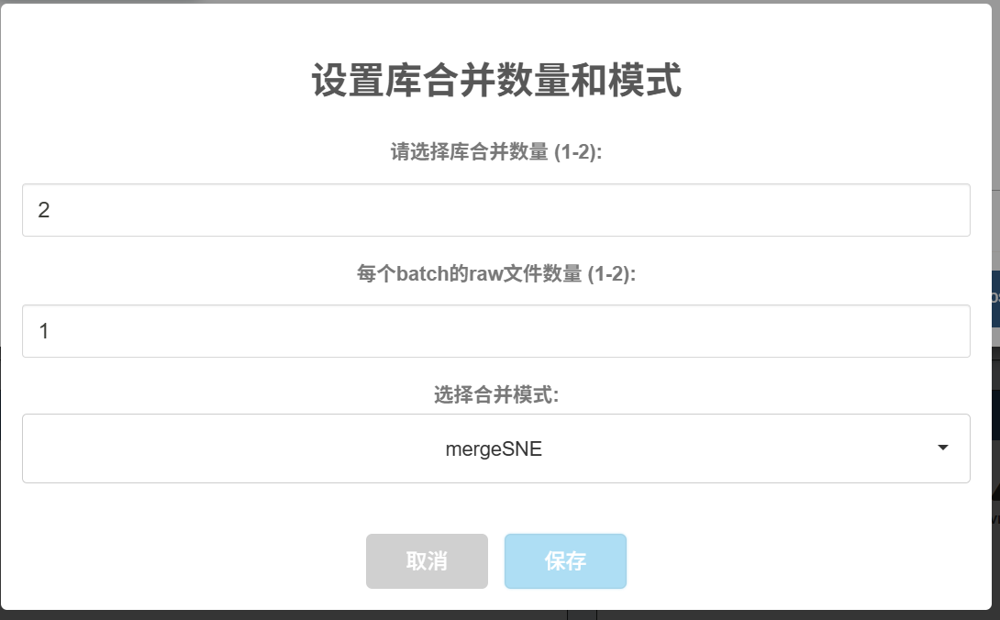 设置库合并数量和模式
请选择库合并数量 (1-2):
2
每个batch的raw文件数量 (1-2):
1
选择合并模式:
mergeSNE
取消
保存